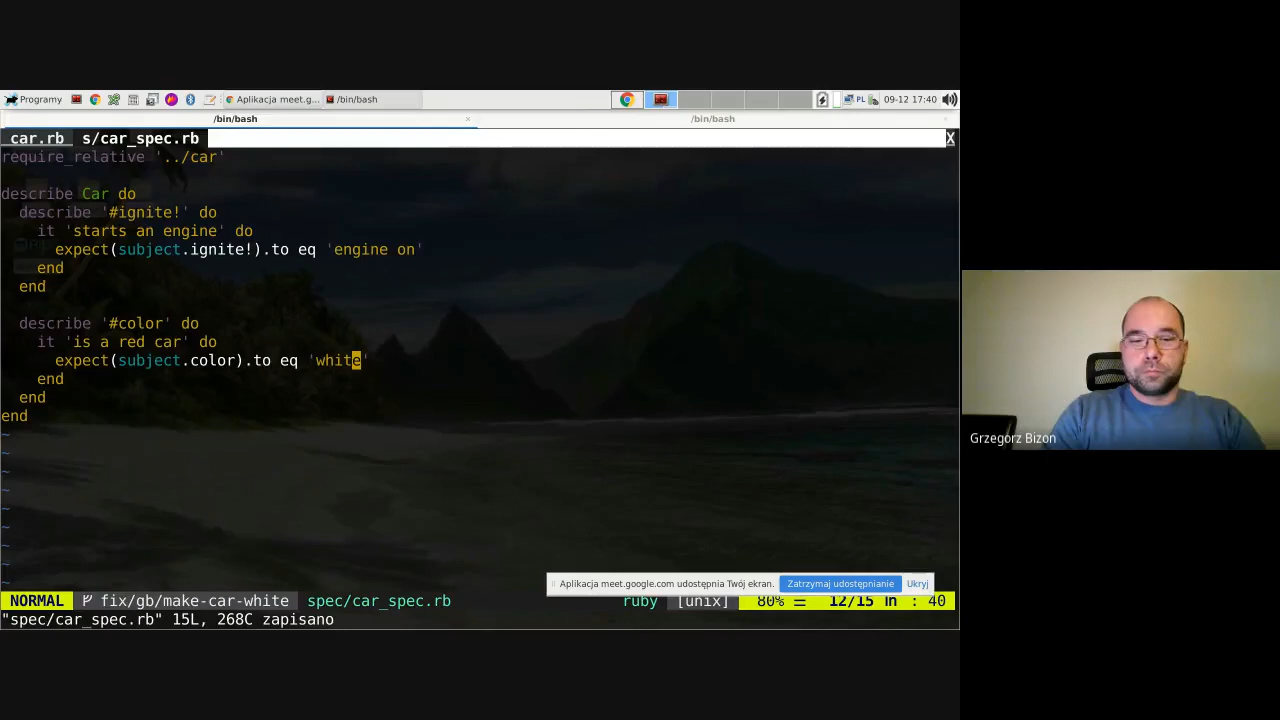 Programy
Aplikacja meet.g...
/bin/bash
PL
09-12 17:40
/bin/bash ×
/bin/bash ×
car.rb s/car_spec.rb X
require_relative '../car'
describe Car do
describe '#ignite!' do
it 'starts an engine' do
expect(subject.ignite!).to eq 'engine on'
end
end
describe '#color' do
it 'is a red car' do
expect(subject.color).to eq 'white'
end
end
end
~
~
~
~
~
~
~
~
~
Aplikacja meet.google.com udostępnia Twój ekran. Zatrzymaj udostępnianie Ukryj
NORMAL fix/gb/make-car-white spec/car_spec.rb ruby [unix] 80% ☰ 12/15 ln : 40
"spec/car_spec.rb" 15L, 268C zapisano
Grzegorz Bizon